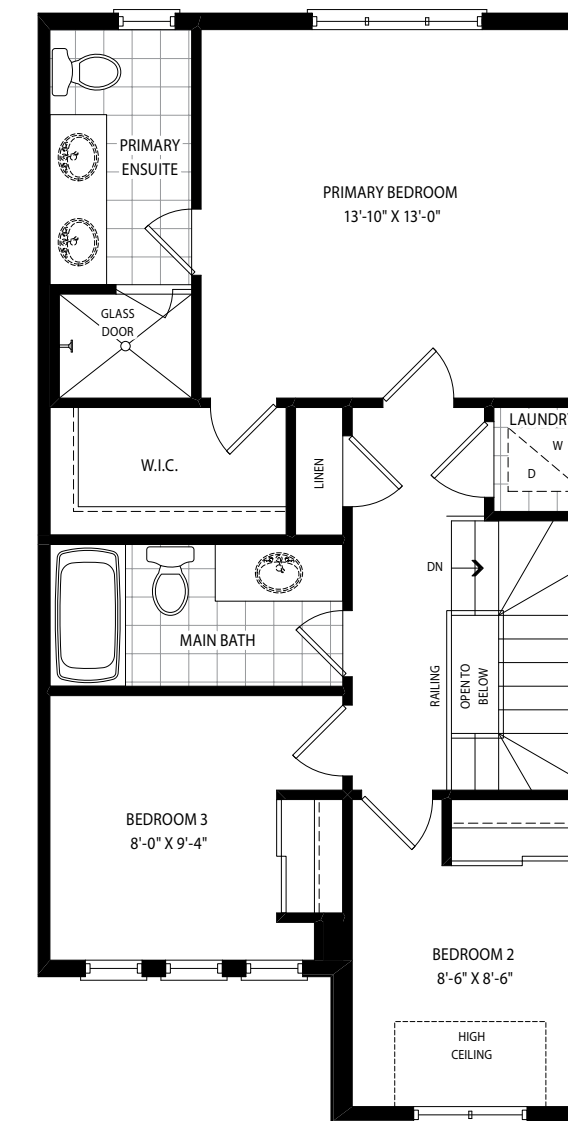 PRIMARY
ENSUITE
PRIMARY BEDROOM
13'-10" X 13'-0"
GLASS
DOOR
LAUNDRY
W
D
W.I.C.
LINEN
DN
MAIN BATH
RAILING
OPEN TO
BELOW
BEDROOM 3
8'-0" X 9'-4"
BEDROOM 2
8'-6" X 8'-6"
HIGH
CEILING